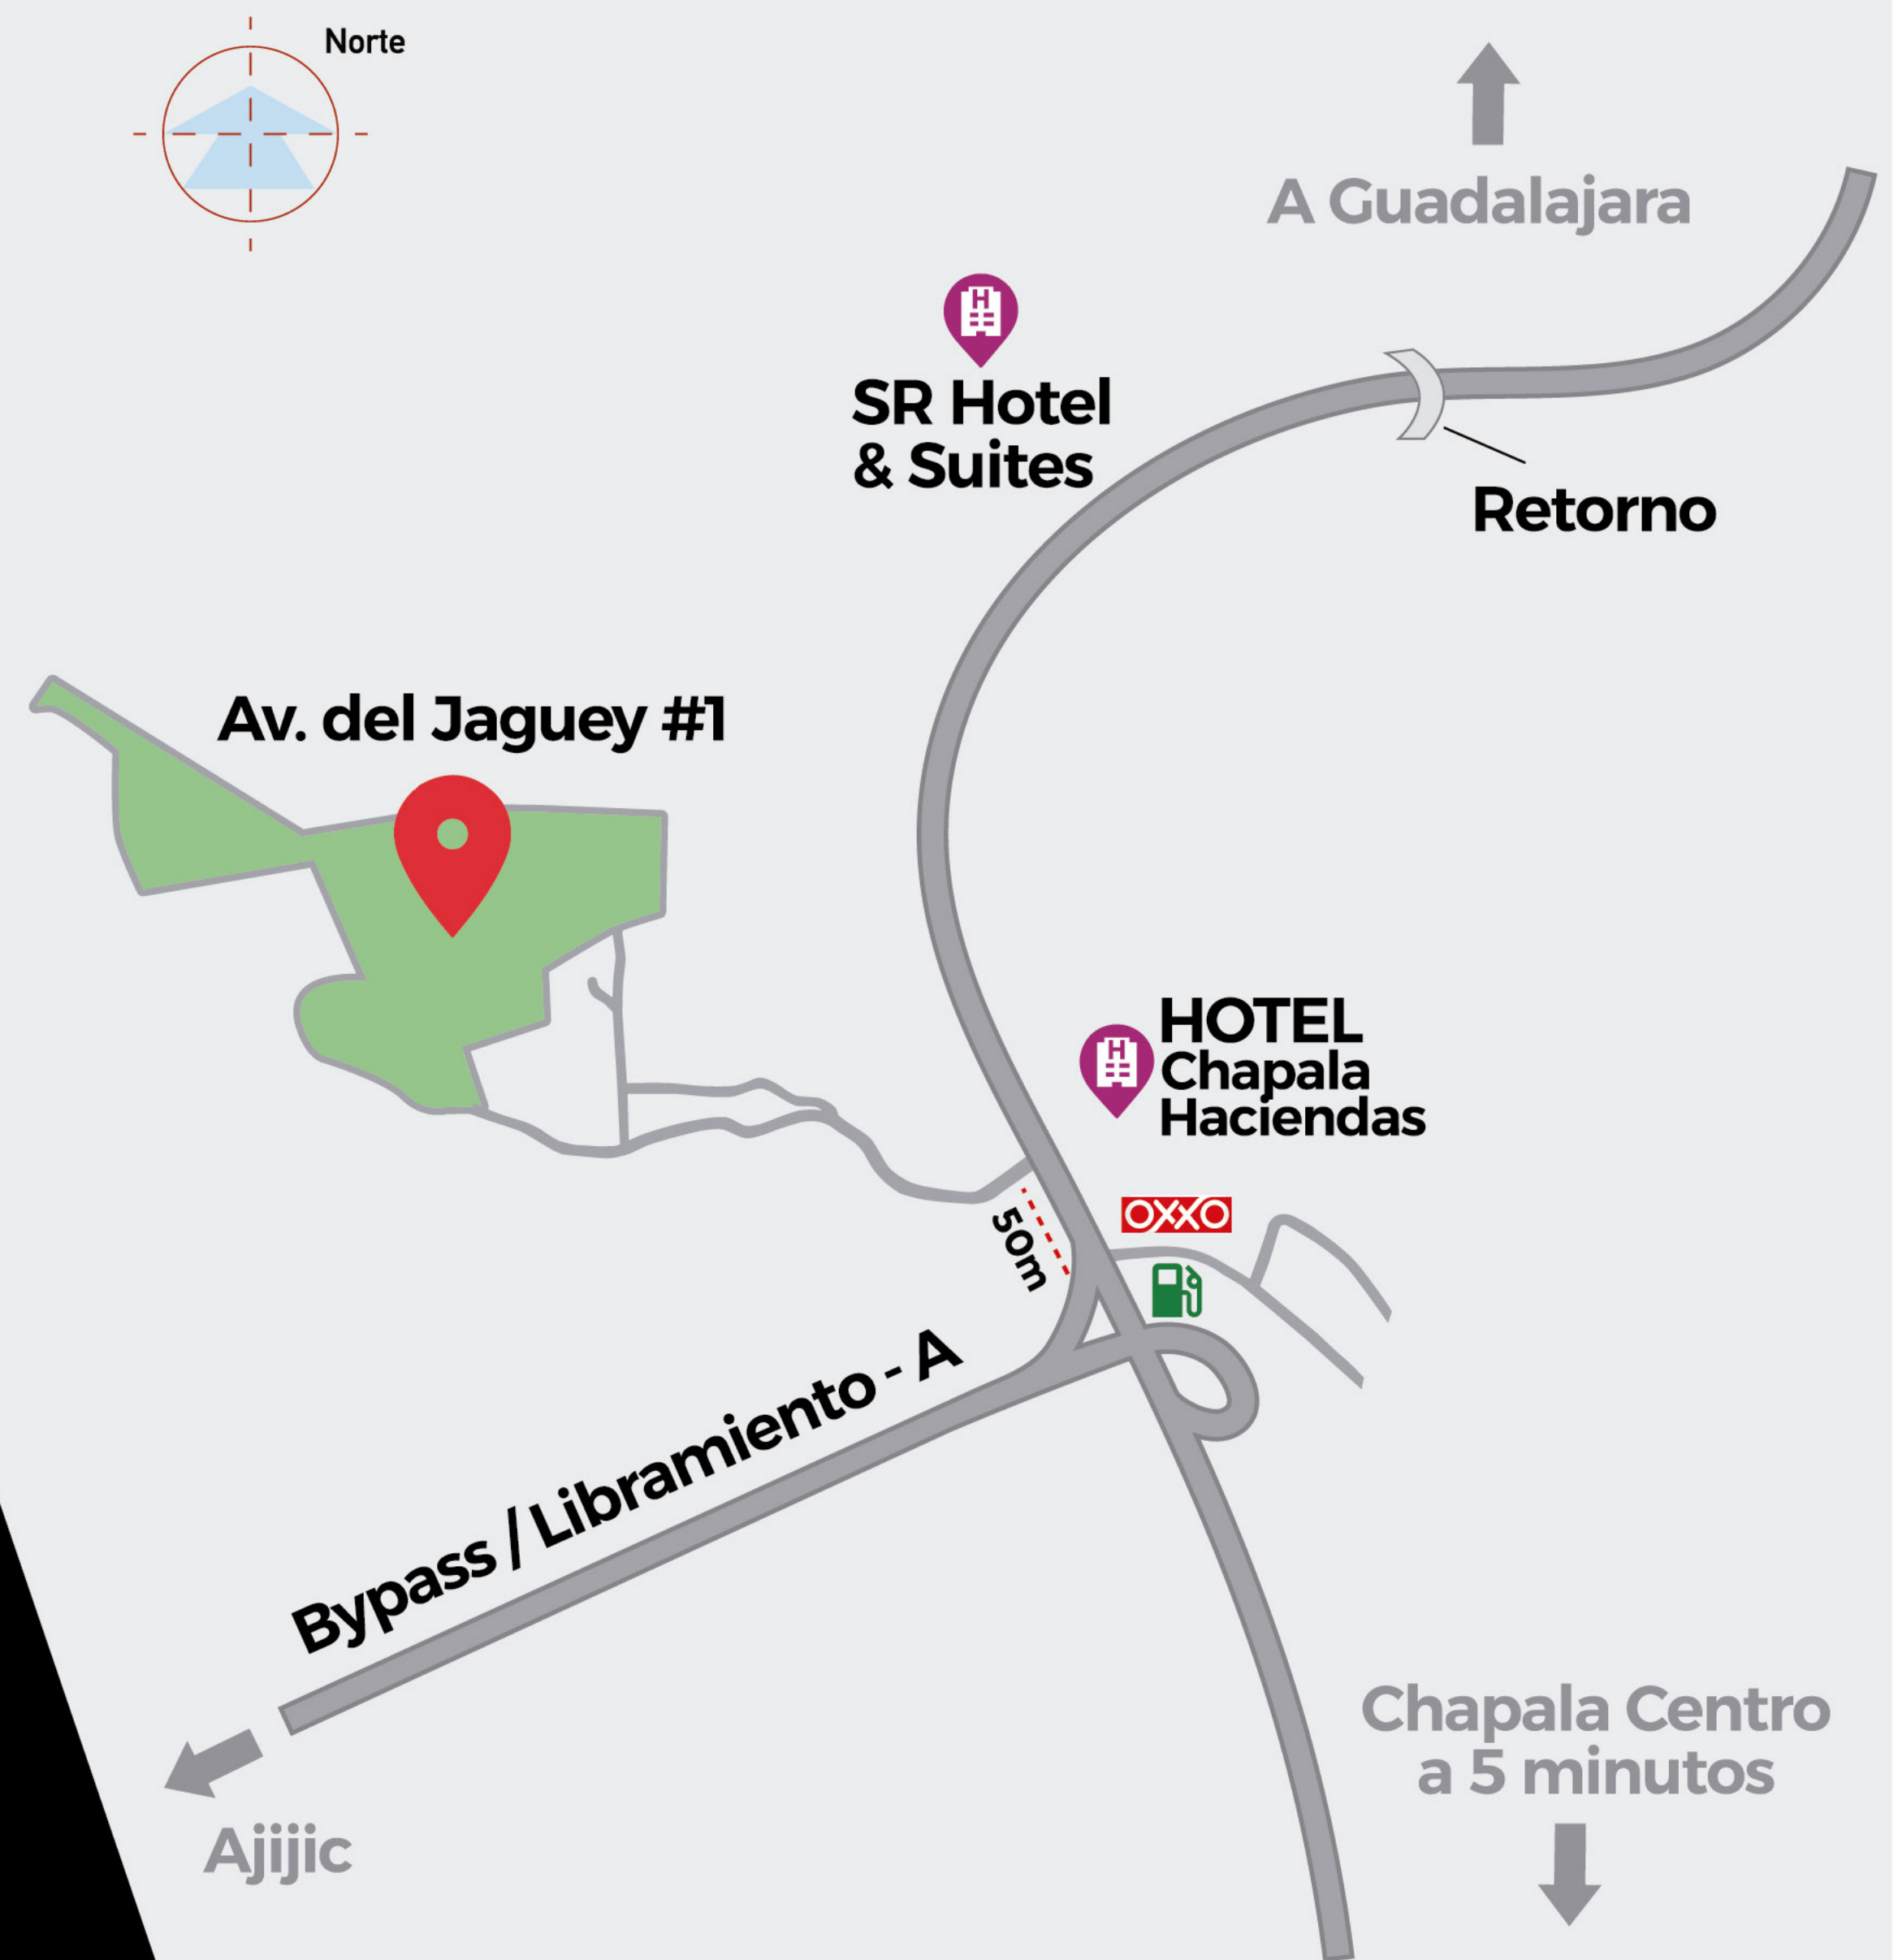 Norte
A Guadalajara
H
SR Hotel
& Suites
Retorno
Av. del Jaguey #1
H
HOTEL
Chapala
Haciendas
OXXO
50m
Bypass / Libramiento - A
Chapala Centro
a 5 minutos
Ajijic